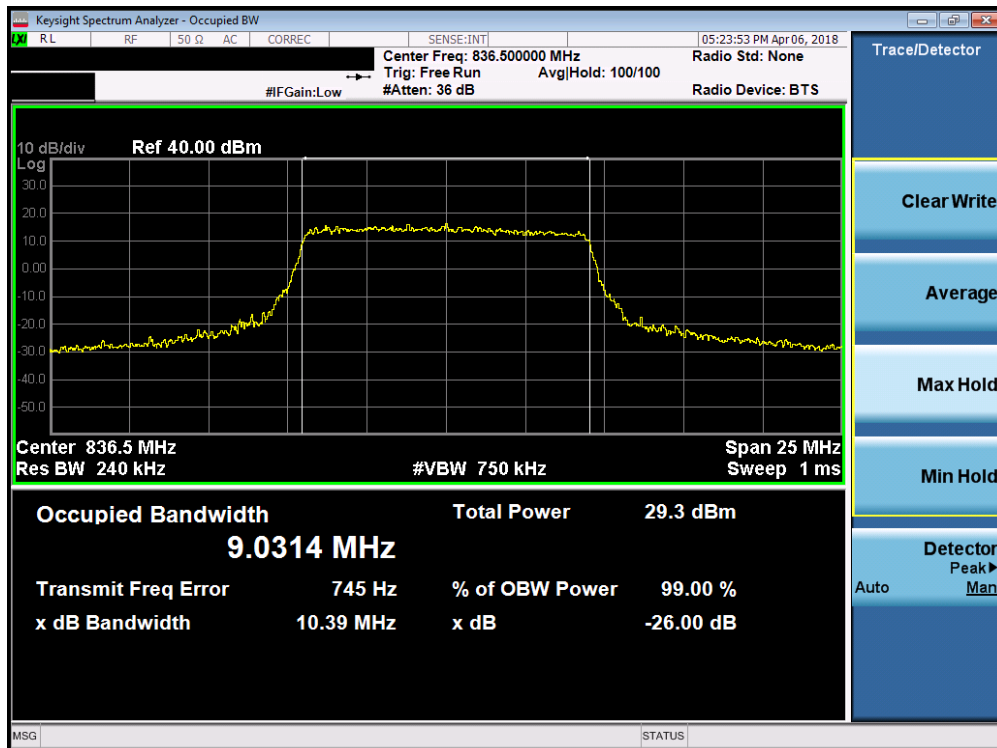 Keysight Spectrum Analyzer - Occupied BW
LXI RL RF 50 Ω AC CORREC SENSE:INT 05:23:53 PM Apr 06, 2018
Center Freq: 836.500000 MHz Radio Std: None
Trig: Free Run Avg|Hold: 100/100
#IFGain:Low #Atten: 36 dB Radio Device: BTS
10 dB/div Ref 40.00 dBm
Log
30.0
20.0
10.0
0.00
-10.0
-20.0
-30.0
-40.0
-50.0
Center 836.5 MHz Span 25 MHz
Res BW 240 kHz #VBW 750 kHz Sweep 1 ms
Occupied Bandwidth Total Power 29.3 dBm
9.0314 MHz
Transmit Freq Error 745 Hz % of OBW Power 99.00 %
x dB Bandwidth 10.39 MHz x dB -26.00 dB
MSG STATUS
Trace/Detector
Clear Write
Average
Max Hold
Min Hold
Detector
Peak▶
Auto Man